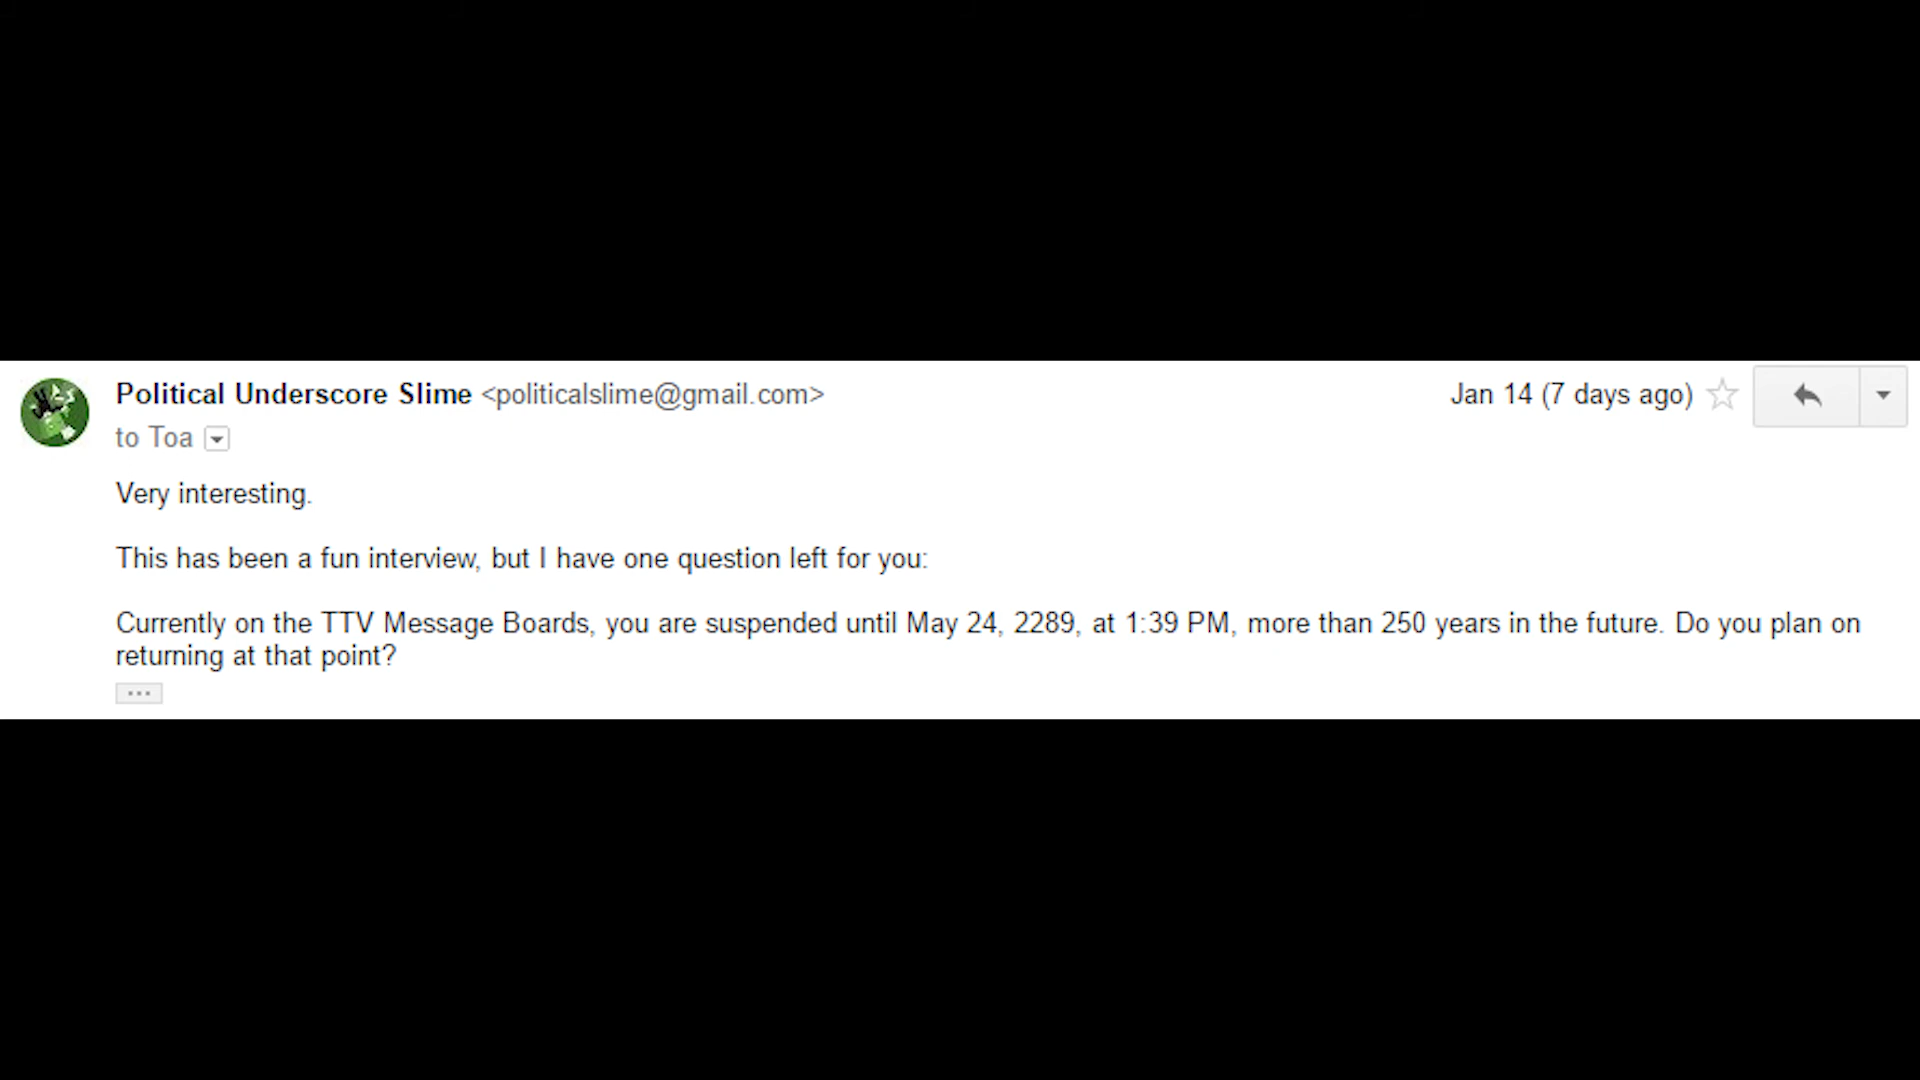 Political Underscore Slime <politicalslime@gmail.com>
Jan 14 (7 days ago)
to Toa
Very interesting.
This has been a fun interview, but I have one question left for you:
Currently on the TTV Message Boards, you are suspended until May 24, 2289, at 1:39 PM, more than 250 years in the future. Do you plan on
returning at that point?